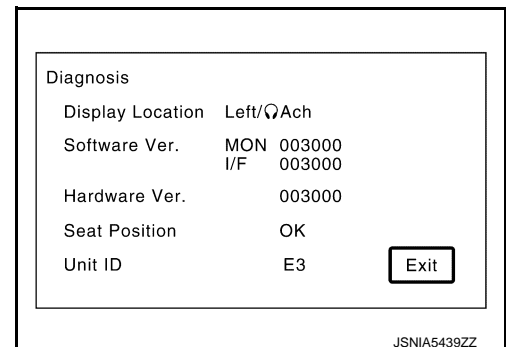 Diagnosis
Display Location Left/🎧Ach
Software Ver. MON 003000
I/F 003000
Hardware Ver. 003000
Seat Position OK
Unit ID E3 Exit
JSNIA5439ZZ